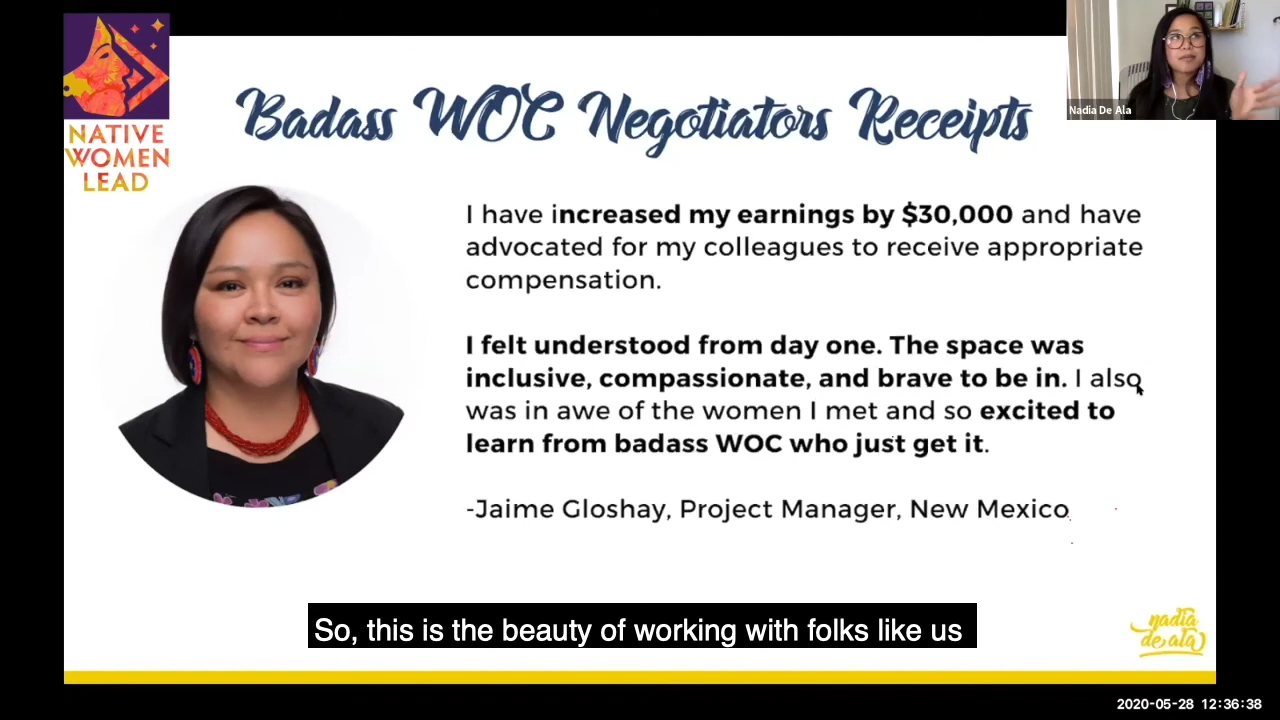 NATIVE
WOMEN
LEAD
Badass WOC Negotiators Receipts
Nadia De Ala
I have increased my earnings by $30,000 and have
advocated for my colleagues to receive appropriate
compensation.
I felt understood from day one. The space was
inclusive, compassionate, and brave to be in. I also
was in awe of the women I met and so excited to
learn from badass WOC who just get it.
-Jaime Gloshay, Project Manager, New Mexico
So, this is the beauty of working with folks like us
nadia
de ala
2020-05-28 12:36:38